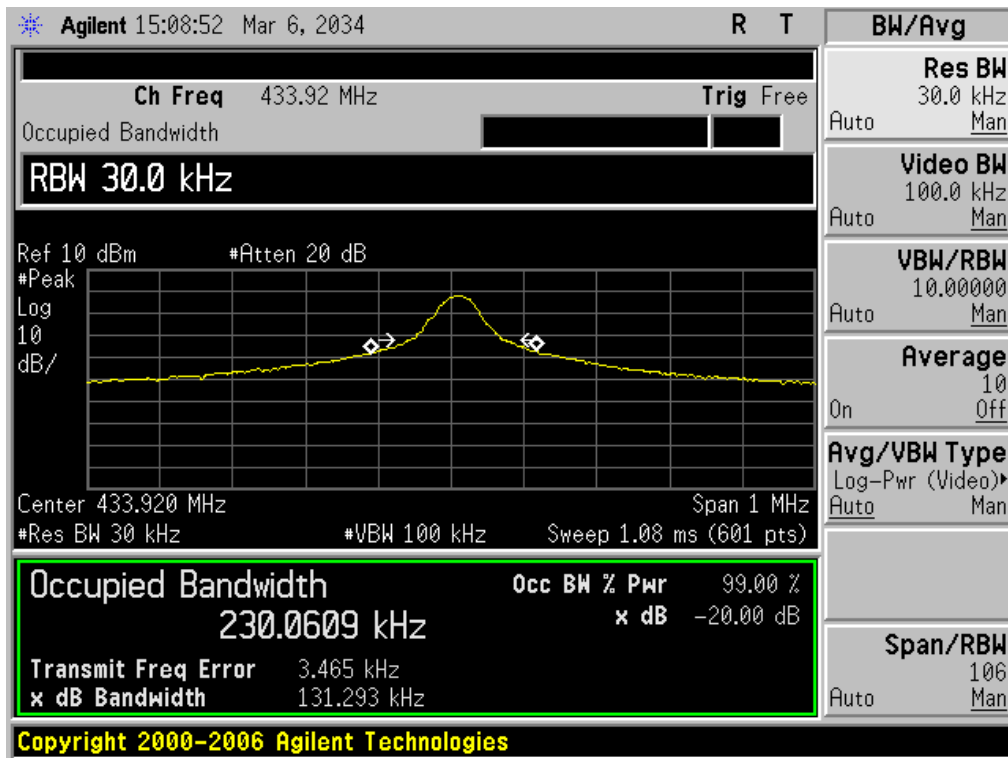 Agilent 15:08:52 Mar 6, 2034 R T
Ch Freq 433.92 MHz Trig Free
Occupied Bandwidth
RBW 30.0 kHz
Ref 10 dBm #Atten 20 dB
#Peak
Log
10
dB/
Center 433.920 MHz Span 1 MHz
#Res BW 30 kHz #VBW 100 kHz Sweep 1.08 ms (601 pts)
Occupied Bandwidth Occ BW % Pwr 99.00 %
230.0609 kHz x dB -20.00 dB
Transmit Freq Error 3.465 kHz
x dB Bandwidth 131.293 kHz
Copyright 2000-2006 Agilent Technologies
BW/Avg
Res BW
30.0 kHz
Auto Man
Video BW
100.0 kHz
Auto Man
VBW/RBW
10.00000
Auto Man
Average
10
On Off
Avg/VBW Type
Log-Pwr (Video)
Auto Man
Span/RBW
106
Auto Man